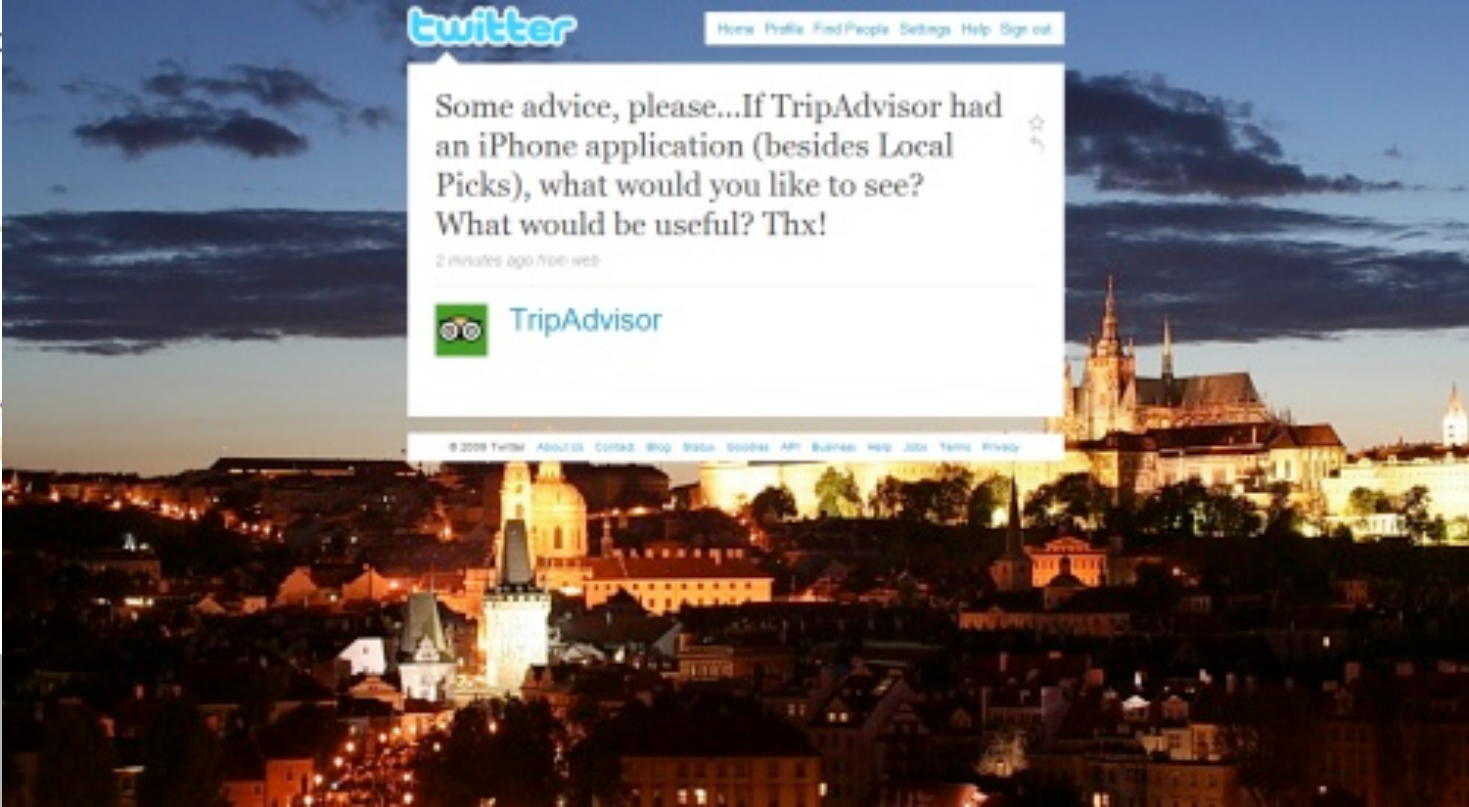 twitter
Home Profile Find People Settings Help Sign out
Some advice, please...If TripAdvisor had
an iPhone application (besides Local
Picks), what would you like to see?
What would be useful? Thx!
2 minutes ago from web
TripAdvisor
© 2009 Twitter About Us Contact Blog Status Goodies API Business Help Jobs Terms Privacy